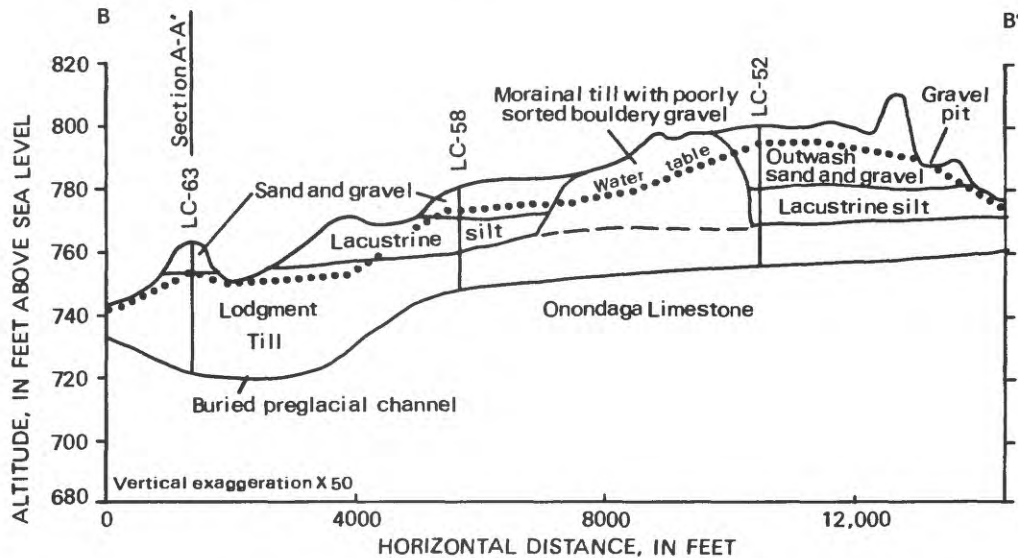 B
B'
Section A-A'
LC-63
LC-58
LC-52
Morainal till with poorly
sorted bouldery gravel
Gravel
pit
Sand and gravel
Water table
Outwash
sand and gravel
Lacustrine silt
Lacustrine silt
Lodgment
Till
Onondaga Limestone
Buried preglacial channel
Vertical exaggeration X 50
ALTITUDE, IN FEET ABOVE SEA LEVEL
820
800
780
760
740
720
700
680
0
4000
8000
12,000
HORIZONTAL DISTANCE, IN FEET